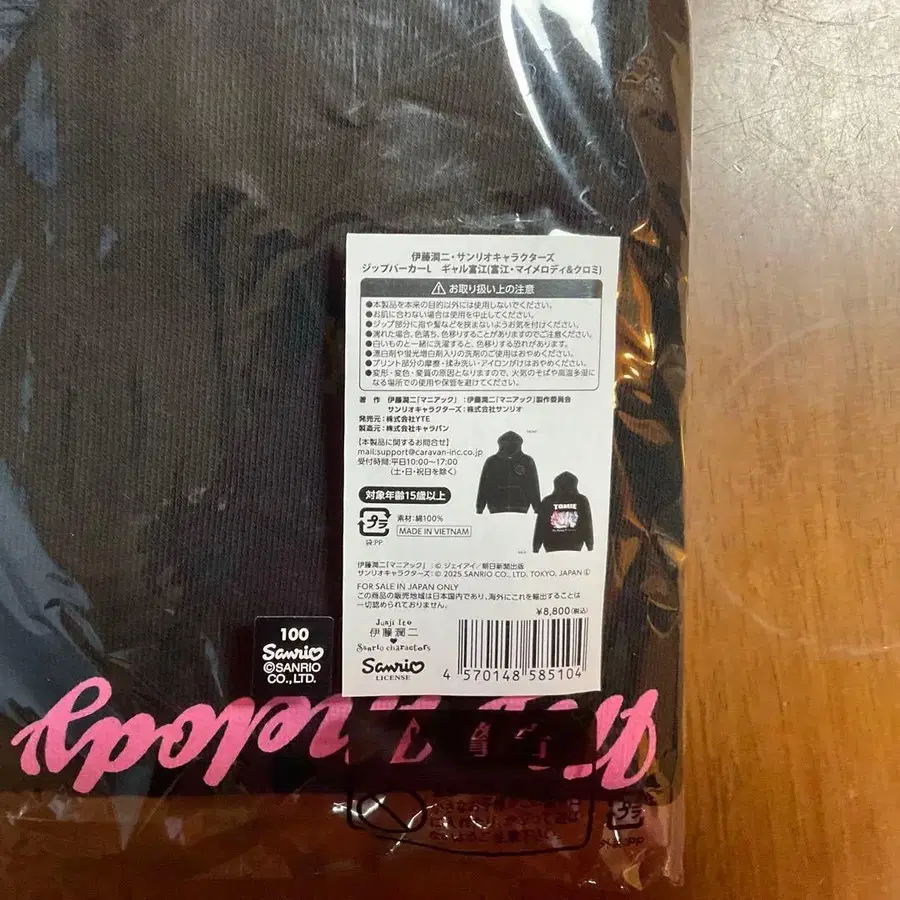 伊藤潤二・サンリオキャラクターズ
ジップパーカーL ギャル富江(富江・マイメロディ&クロミ)
お取り扱い上の注意
●本製品を本来の目的以外には使用しないでください。
●お肌に合わない場合は使用を中止してください。
●ジップ部分に指や髪などを挟まないようお気を付けください。
●濡れた場合、色落ち、色移りすることがありますのでご注意ください。
●白いものと一緒に洗濯すると、色移りする恐れがあります。
●漂白剤や蛍光増白剤入りの洗剤のご使用はおやめください。
●プリント部分の摩擦・揉み洗い・アイロンがけはおやめください。
●変形・変色・変質の原因となりますので、火気のそばや高温多湿に
なる場所での使用や保管を避けてください。
著 作 伊藤潤二『マニアック』:伊藤潤二『マニアック』製作委員会
サンリオキャラクターズ:株式会社サンリオ
発売元:株式会社YTE
製造元:株式会社キャラバン
【本製品に関するお問合せ】
mail:support@caravan-inc.co.jp
受付時間:平日10:00〜17:00
(土・日・祝日を除く)
対象年齢15歳以上
プラ
袋:PP
素材:綿100%
MADE IN VIETNAM
TOMIE
伊藤潤二『マニアック』:© ジェイアイ/朝日新聞出版
サンリオキャラクターズ:© 2025 SANRIO CO., LTD. TOKYO, JAPAN Ⓛ
FOR SALE IN JAPAN ONLY
この商品の販売地域は日本国内であり、海外にこれを輸出することは
一切認められておりません。
¥8,800(税込)
Junji Ito
伊藤潤二
Sanrio characters
Sanrio
LICENSE
4 570148 585104
100
Sanrio
©SANRIO
CO., LTD.
Melody
プラ